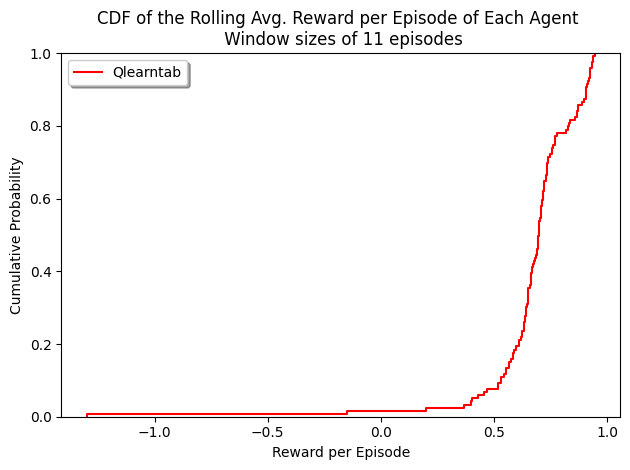 CDF of the Rolling Avg. Reward per Episode of Each Agent
Window sizes of 11 episodes
Qlearntab
1.0
0.8
0.6
0.4
0.2
0.0
Cumulative Probability
−1.0 −0.5 0.0 0.5 1.0
Reward per Episode